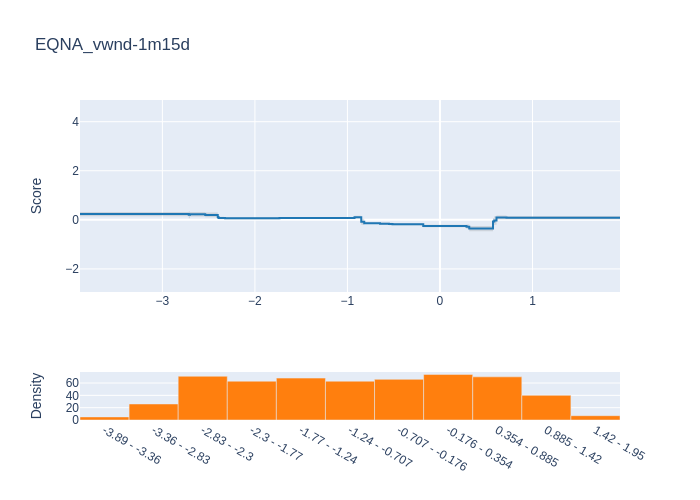 EQNA_vwnd-1m15d
Score
4
2
0
−2
−3
−2
−1
0
1
Density
60
40
20
0
-3.89 - -3.36
-3.36 - -2.83
-2.83 - -2.3
-2.3 - -1.77
-1.77 - -1.24
-1.24 - -0.707
-0.707 - -0.176
-0.176 - 0.354
0.354 - 0.885
0.885 - 1.42
1.42 - 1.95